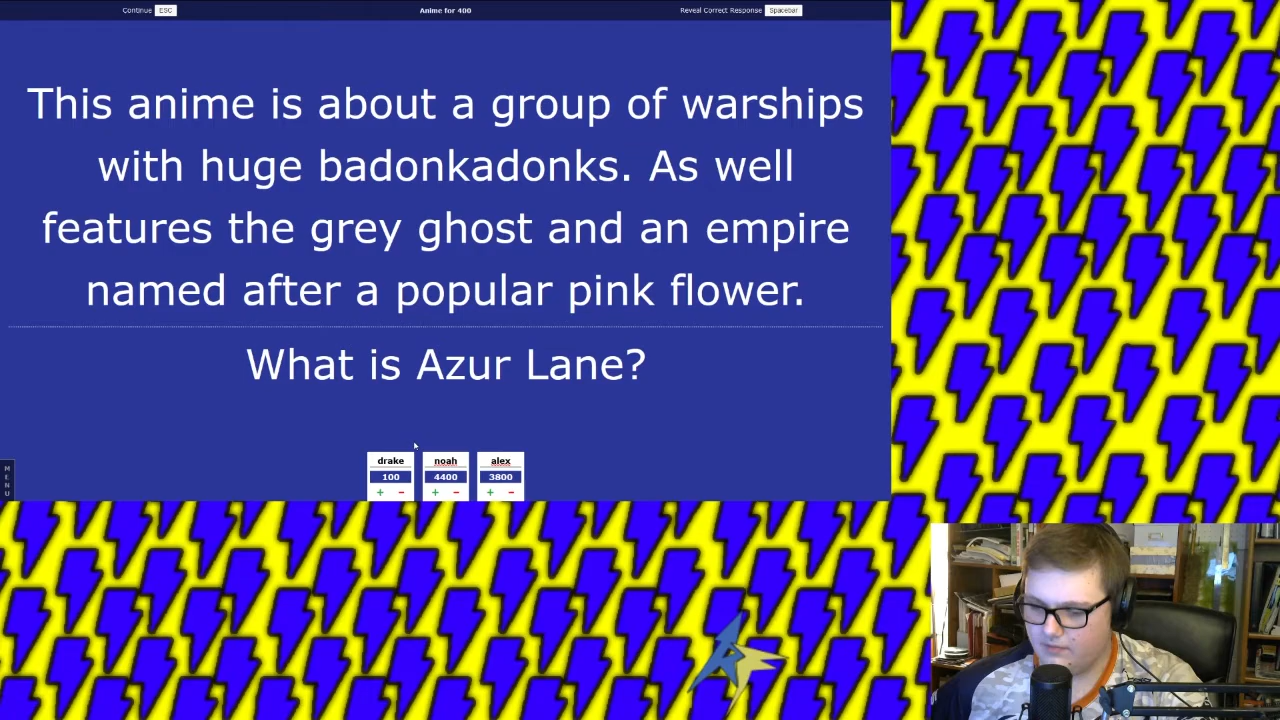 Continue ESC
Anime for 400
Reveal Correct Response Spacebar
This anime is about a group of warships
with huge badonkadonks. As well
features the grey ghost and an empire
named after a popular pink flower.
What is Azur Lane?
MENU
drake noah alex
100 4400 3800
+ − + − + −